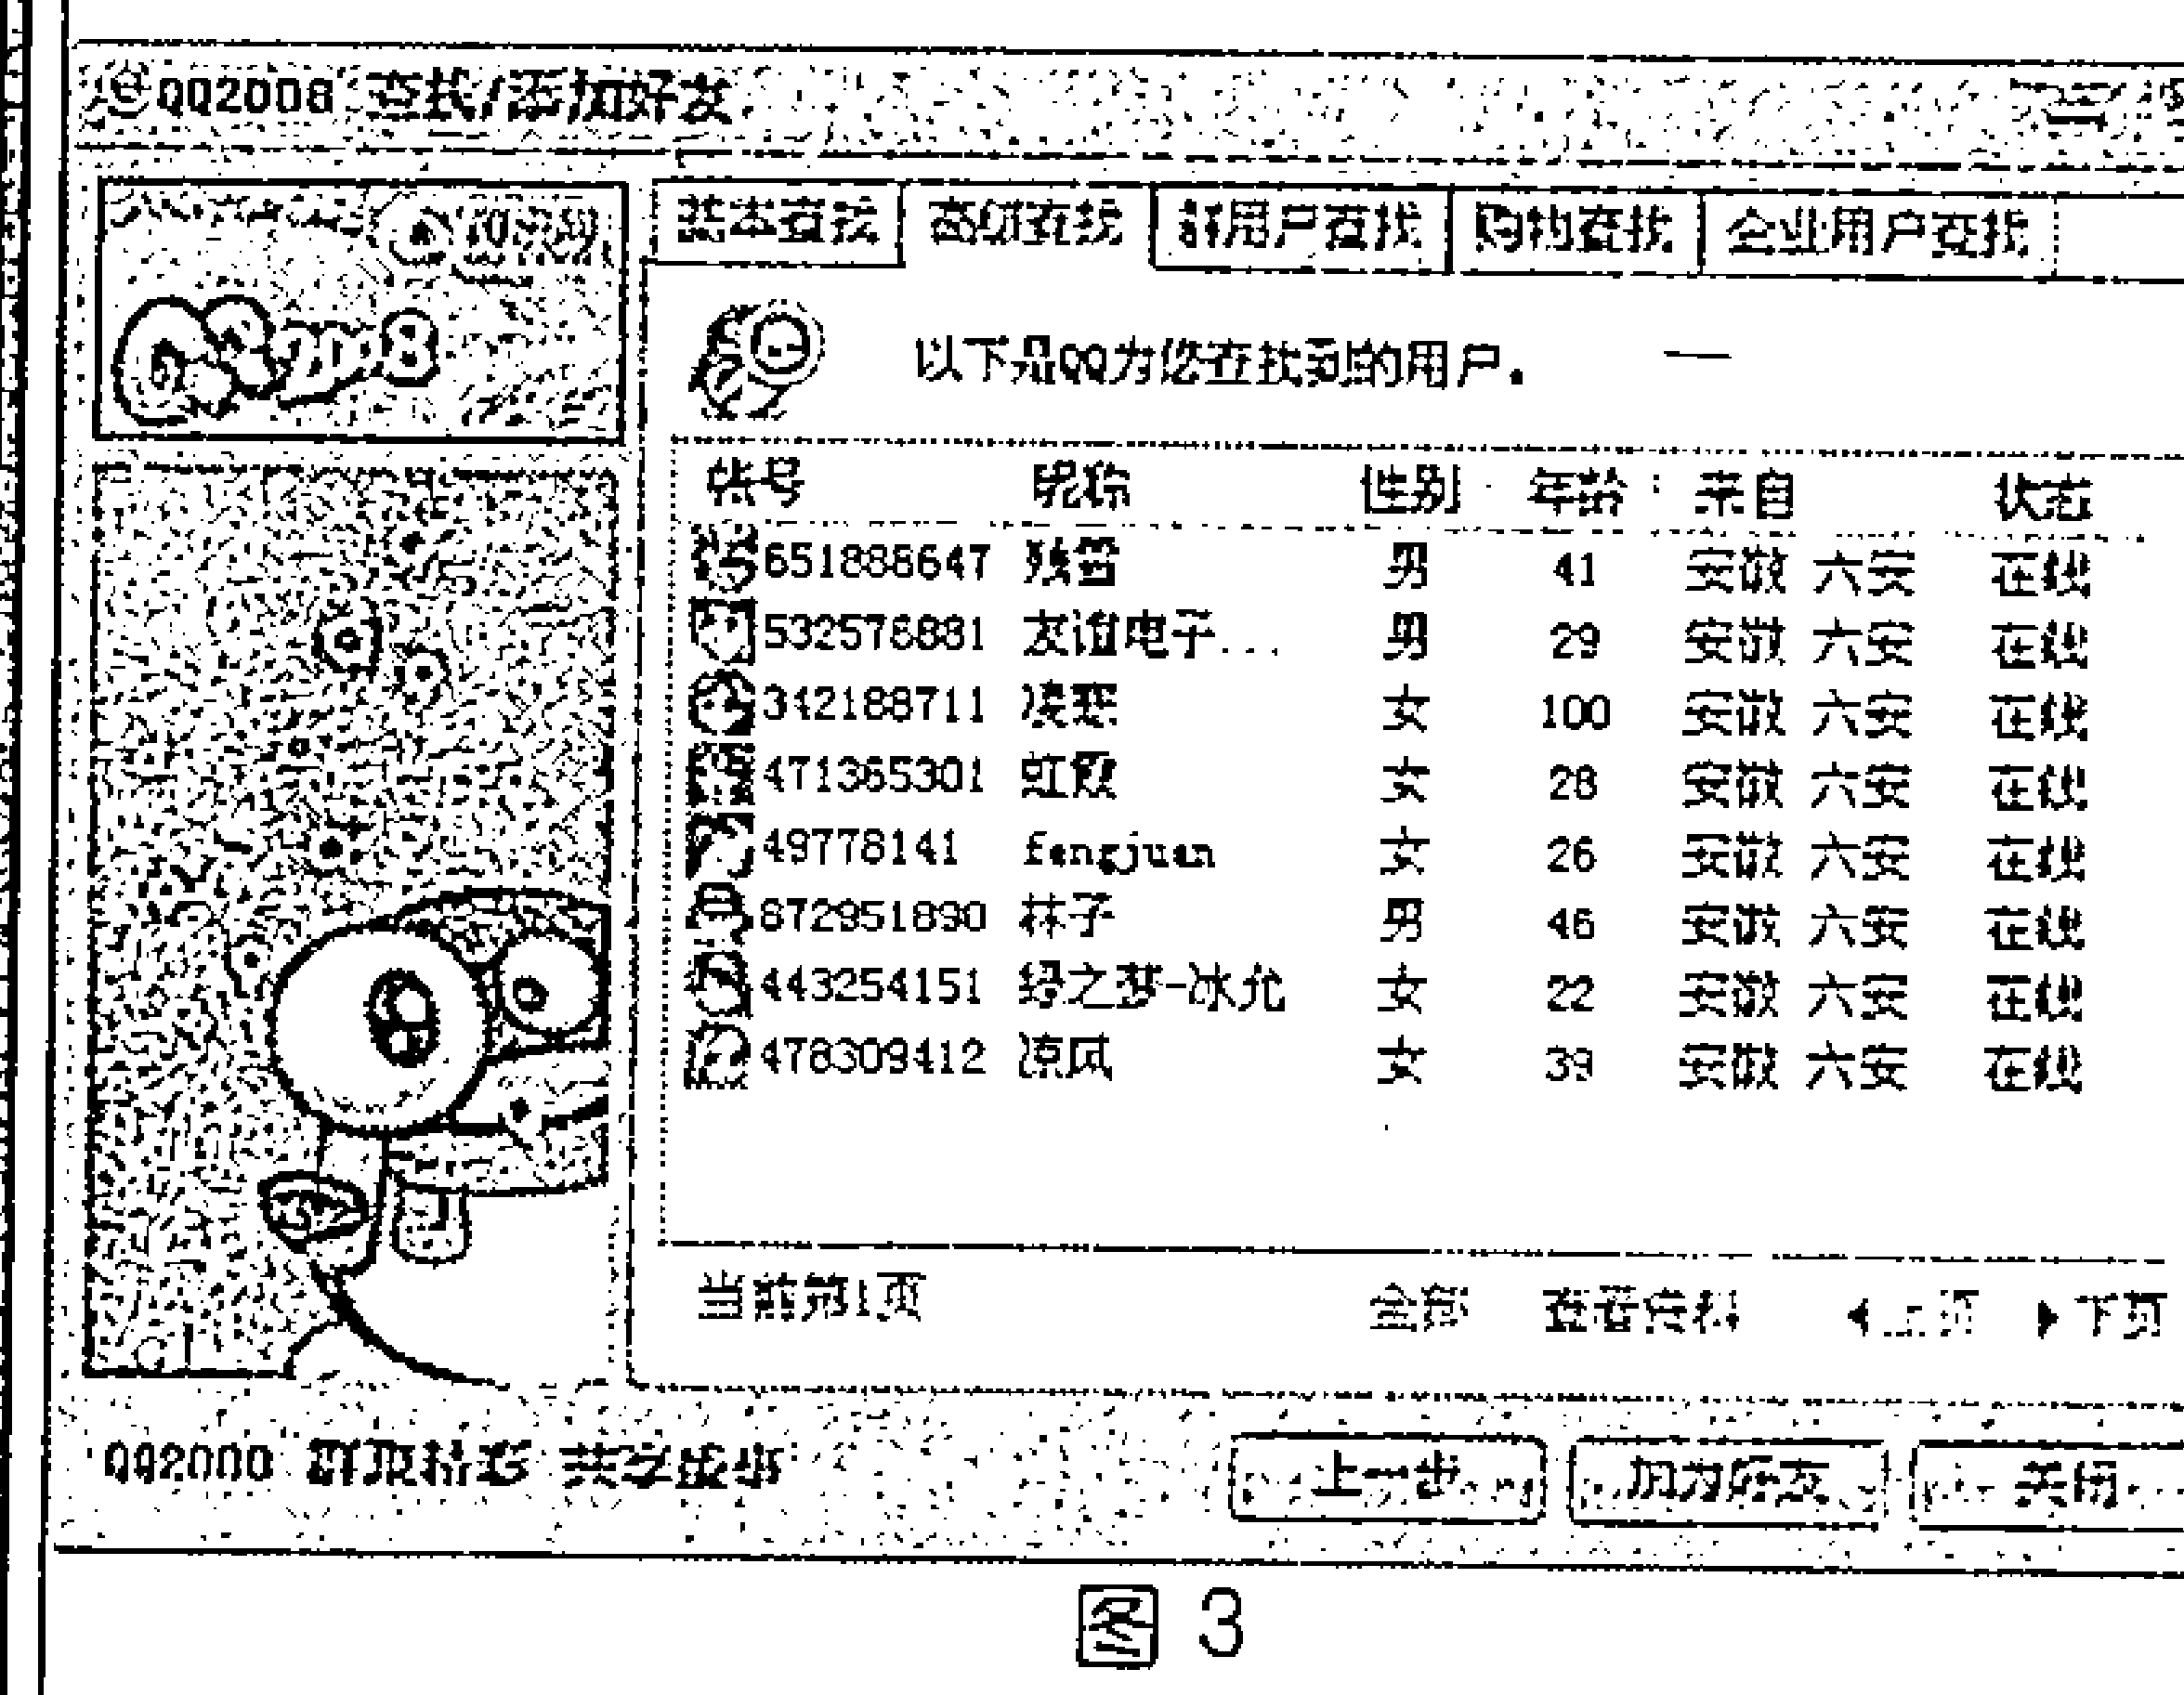 QQ2008 查找/添加好友
基本查找 高级查找 群用户查找 购物查找 企业用户查找
以下是QQ为您查找到的用户。
帐号 昵称 性别 年龄 来自 状态
651888647 残雪 男 41 安徽 六安 在线
532576881 友谊电子... 男 29 安徽 六安 在线
342188711 凌恋 女 100 安徽 六安 在线
471365301 虹霞 女 28 安徽 六安 在线
49778141 fengjuan 女 26 安徽 六安 在线
672951890 林子 男 46 安徽 六安 在线
443254151 绿之梦-冰允 女 22 安徽 六安 在线
478309412 凉风 女 39 安徽 六安 在线
当前第1页 全部 查看资料 上页 下页
上一步 加为好友 关闭
图 3